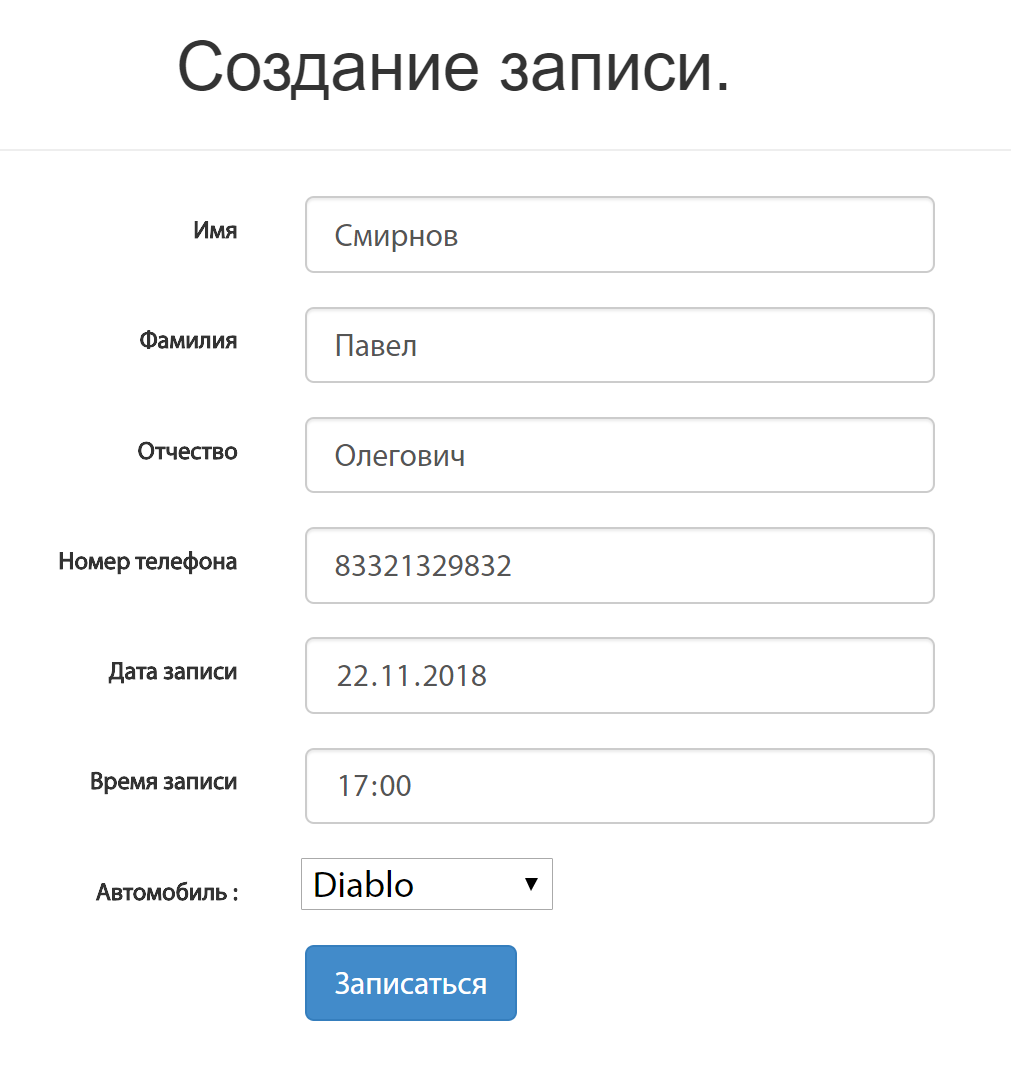 Создание записи.
Имя Смирнов
Фамилия Павел
Отчество Олегович
Номер телефона 83321329832
Дата записи 22.11.2018
Время записи 17:00
Автомобиль : Diablo
Записаться